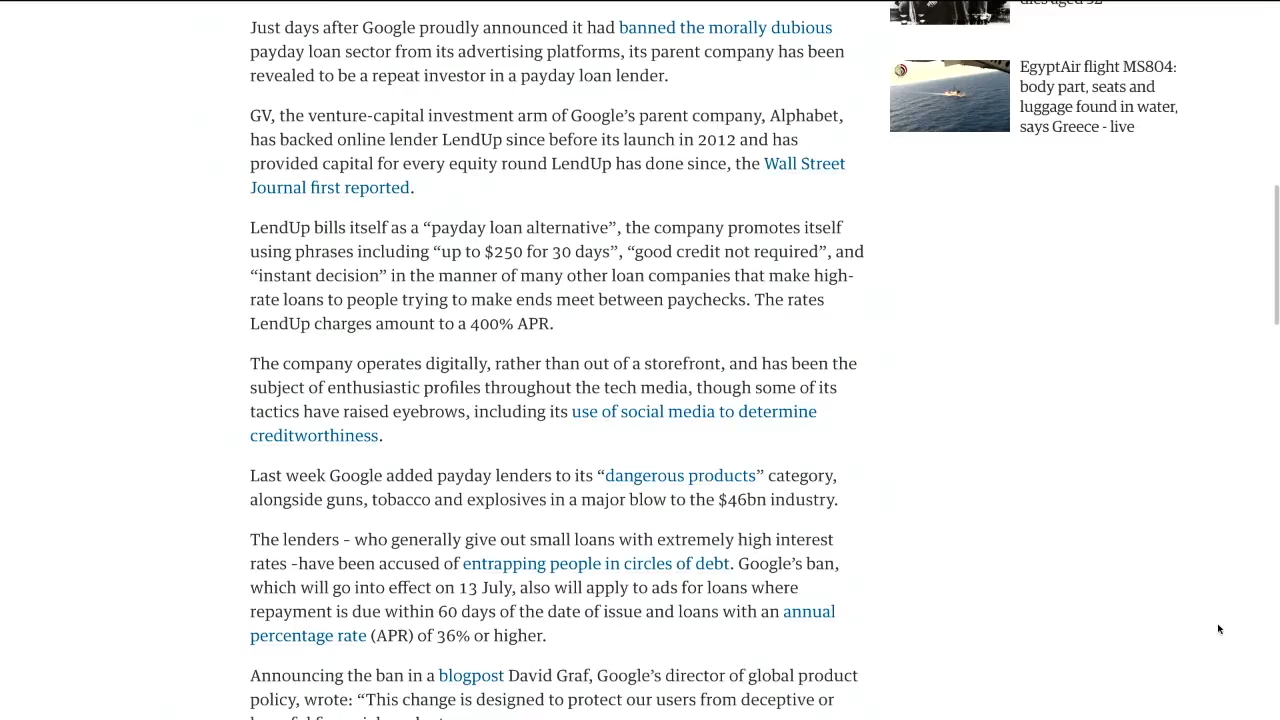 Just days after Google proudly announced it had banned the morally dubious
payday loan sector from its advertising platforms, its parent company has been
revealed to be a repeat investor in a payday loan lender.
GV, the venture-capital investment arm of Google’s parent company, Alphabet,
has backed online lender LendUp since before its launch in 2012 and has
provided capital for every equity round LendUp has done since, the Wall Street
Journal first reported.
LendUp bills itself as a “payday loan alternative”, the company promotes itself
using phrases including “up to $250 for 30 days”, “good credit not required”, and
“instant decision” in the manner of many other loan companies that make high-
rate loans to people trying to make ends meet between paychecks. The rates
LendUp charges amount to a 400% APR.
The company operates digitally, rather than out of a storefront, and has been the
subject of enthusiastic profiles throughout the tech media, though some of its
tactics have raised eyebrows, including its use of social media to determine
creditworthiness.
Last week Google added payday lenders to its “dangerous products” category,
alongside guns, tobacco and explosives in a major blow to the $46bn industry.
The lenders – who generally give out small loans with extremely high interest
rates –have been accused of entrapping people in circles of debt. Google’s ban,
which will go into effect on 13 July, also will apply to ads for loans where
repayment is due within 60 days of the date of issue and loans with an annual
percentage rate (APR) of 36% or higher.
Announcing the ban in a blogpost David Graf, Google’s director of global product
policy, wrote: “This change is designed to protect our users from deceptive or
EgyptAir flight MS804:
body part, seats and
luggage found in water,
says Greece - live